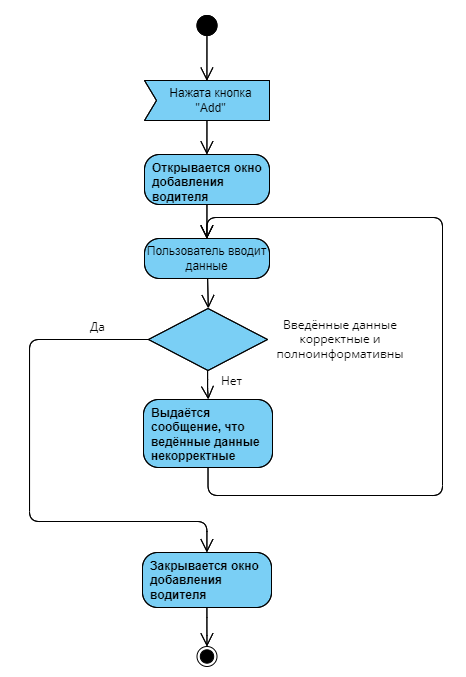 Нажата кнопка
"Add"
Открывается окно
добавления
водителя
Пользователь вводит
данные
Да
Введённые данные
корректные и
полноинформативны
Нет
Выдаётся
сообщение, что
ведённые данные
некорректные
Закрывается окно
добавления
водителя